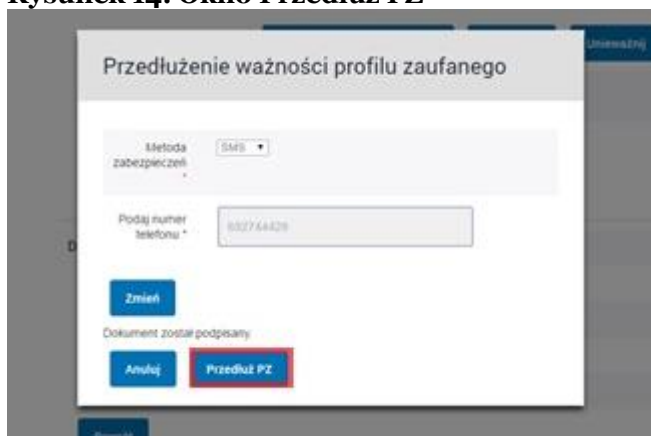 Rysunek 14. Okno Przedłuż PZ
Unieważnij
Przedłużenie ważności profilu zaufanego
Metoda
zabezpieczeń
*
SMS
Podaj numer
telefonu *
D
Zmień
Dokument został podpisany
Anuluj
Przedłuż PZ